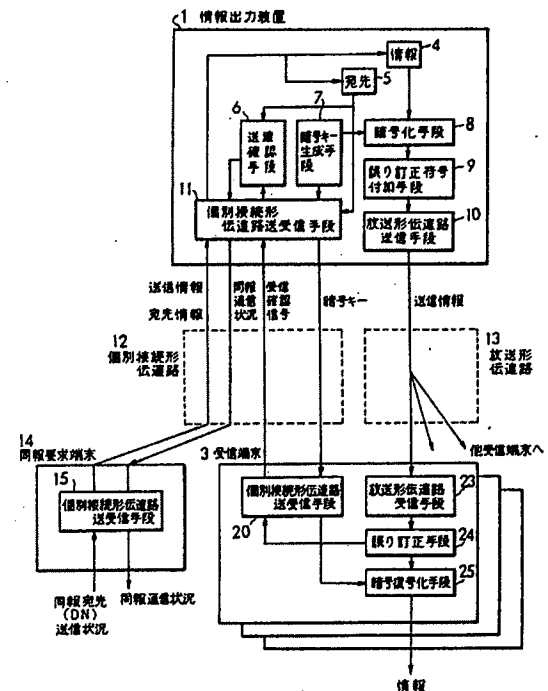 1 情報出力装置
情報 4
宛先 5
6 送達確認手段
7 暗号キー生成手段
暗号化手段 8
誤り訂正符号付加手段 9
放送形伝送路送信手段 10
11 個別接続形伝送路送受信手段
送信情報
宛先情報
同報通信状況
受信確認信号
暗号キー
送信情報
12 個別接続形伝送路
13 放送形伝送路
14 同報要求端末
15 個別接続形伝送路送受信手段
同報宛先(DN)
送信状況
同報通信状況
他受信端末へ
3 受信端末
個別接続形伝送路送受信手段 20
放送形伝送路受信手段 23
誤り訂正手段 24
暗号復号化手段 25
情報